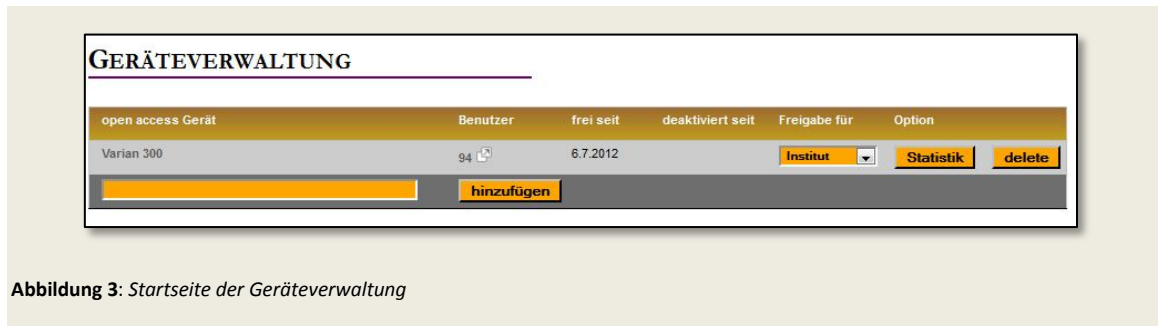 GERÄTEVERWALTUNG
open access Gerät Benutzer frei seit deaktiviert seit Freigabe für Option
Varian 300 94 6.7.2012 Institut Statistik delete
hinzufügen
Abbildung 3: Startseite der Geräteverwaltung